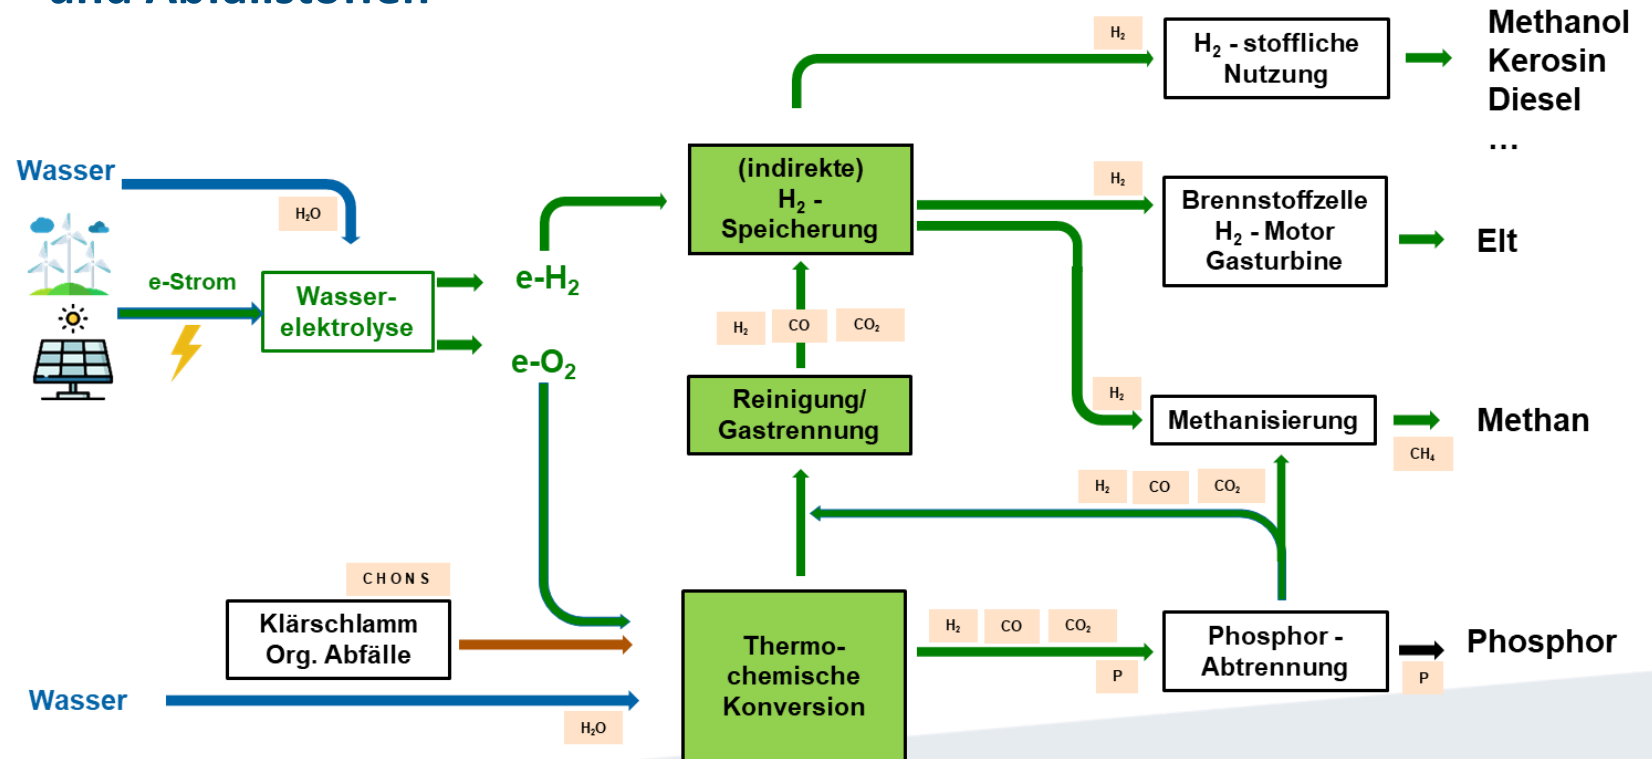 und Abfallstoffen
H₂
H₂ - stoffliche
Nutzung
Methanol
Kerosin
Diesel
...
Wasser
H₂O
(indirekte)
H₂ -
Speicherung
H₂
Brennstoffzelle
H₂ - Motor
Gasturbine
Elt
e-Strom
Wasser-
elektrolyse
e-H₂
e-O₂
H₂ CO CO₂
Reinigung/
Gastrennung
H₂
Methanisierung
Methan
CH₄
H₂ CO CO₂
C H O N S
Klärschlamm
Org. Abfälle
Wasser
H₂O
Thermo-
chemische
Konversion
H₂ CO CO₂
P
Phosphor -
Abtrennung
Phosphor
P